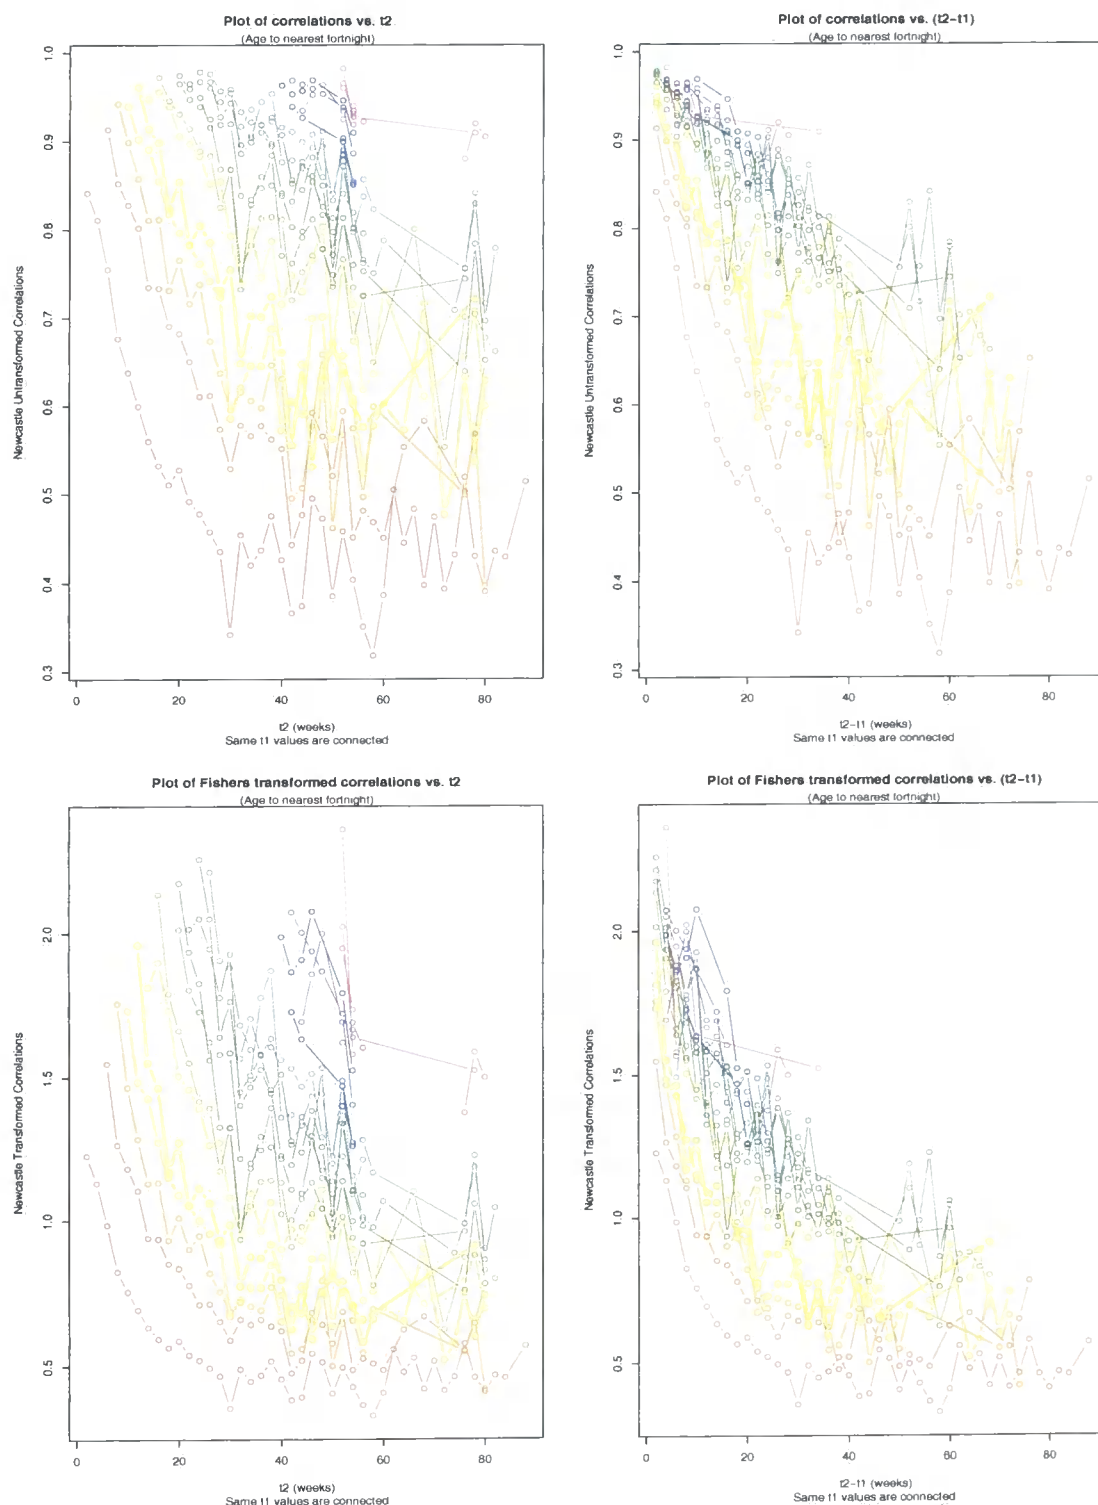 Plot of correlations vs. t2
(Age to nearest fortnight)
Newcastle Untransformed Correlations
1.0
0.9
0.8
0.7
0.6
0.5
0.4
0.3
0 20 40 60 80
t2 (weeks)
Same t1 values are connected
Plot of correlations vs. (t2-t1)
(Age to nearest fortnight)
Newcastle Untransformed Correlations
1.0
0.9
0.8
0.7
0.6
0.5
0.4
0.3
0 20 40 60 80
t2-t1 (weeks)
Same t1 values are connected
Plot of Fishers transformed correlations vs. t2
(Age to nearest fortnight)
Newcastle Transformed Correlations
2.0
1.5
1.0
0.5
0 20 40 60 80
t2 (weeks)
Same t1 values are connected
Plot of Fishers transformed correlations vs. (t2-t1)
(Age to nearest fortnight)
Newcastle Transformed Correlations
2.0
1.5
1.0
0.5
0 20 40 60 80
t2-t1 (weeks)
Same t1 values are connected